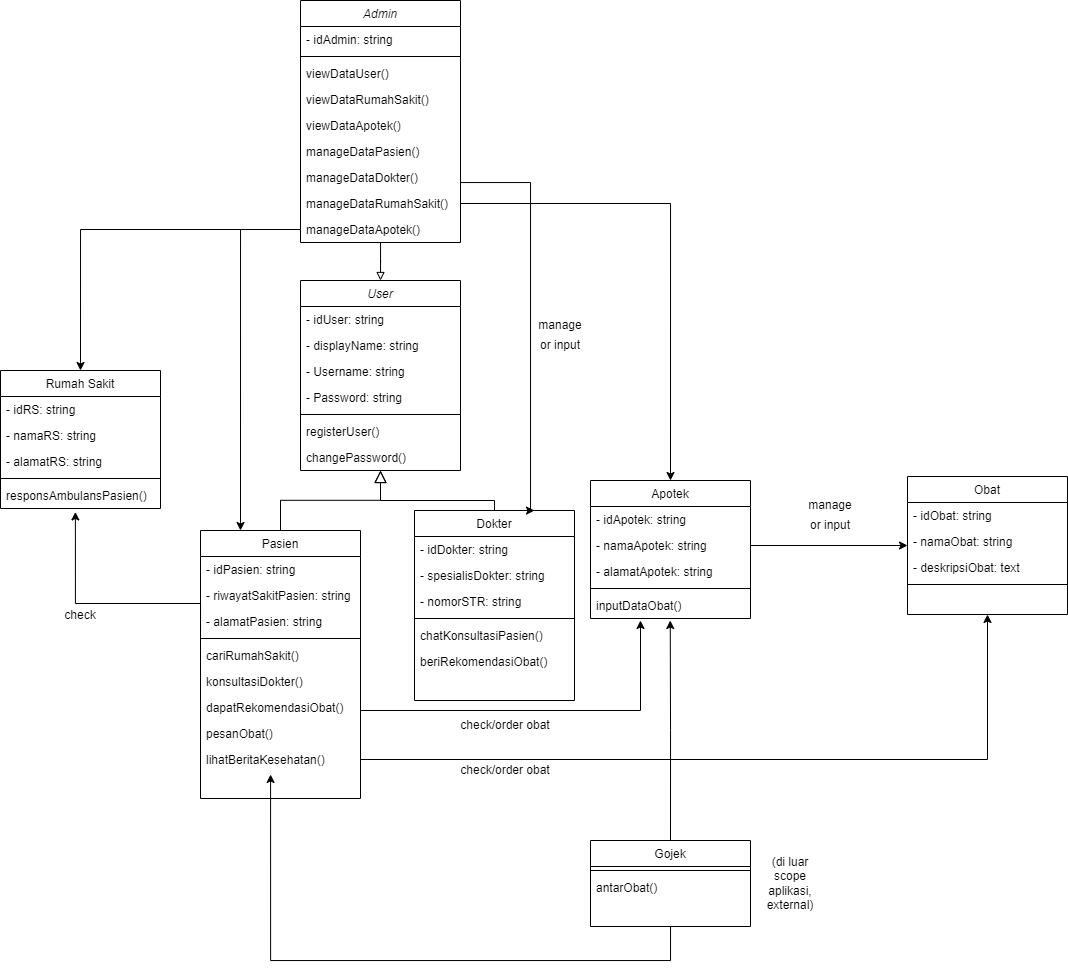 Admin
- idAdmin: string
viewDataUser()
viewDataRumahSakit()
viewDataApotek()
manageDataPasien()
manageDataDokter()
manageDataRumahSakit()
manageDataApotek()
User
- idUser: string
- displayName: string
- Username: string
- Password: string
registerUser()
changePassword()
manage
or input
Rumah Sakit
- idRS: string
- namaRS: string
- alamatRS: string
responsAmbulansPasien()
check
Pasien
- idPasien: string
- riwayatSakitPasien: string
- alamatPasien: string
cariRumahSakit()
konsultasiDokter()
dapatRekomendasiObat()
pesanObat()
lihatBeritaKesehatan()
Dokter
- idDokter: string
- spesialisDokter: string
- nomorSTR: string
chatKonsultasiPasien()
beriRekomendasiObat()
Apotek
- idApotek: string
- namaApotek: string
- alamatApotek: string
inputDataObat()
manage
or input
Obat
- idObat: string
- namaObat: string
- deskripsiObat: text
check/order obat
check/order obat
Gojek
antarObat()
(di luar
scope
aplikasi,
external)